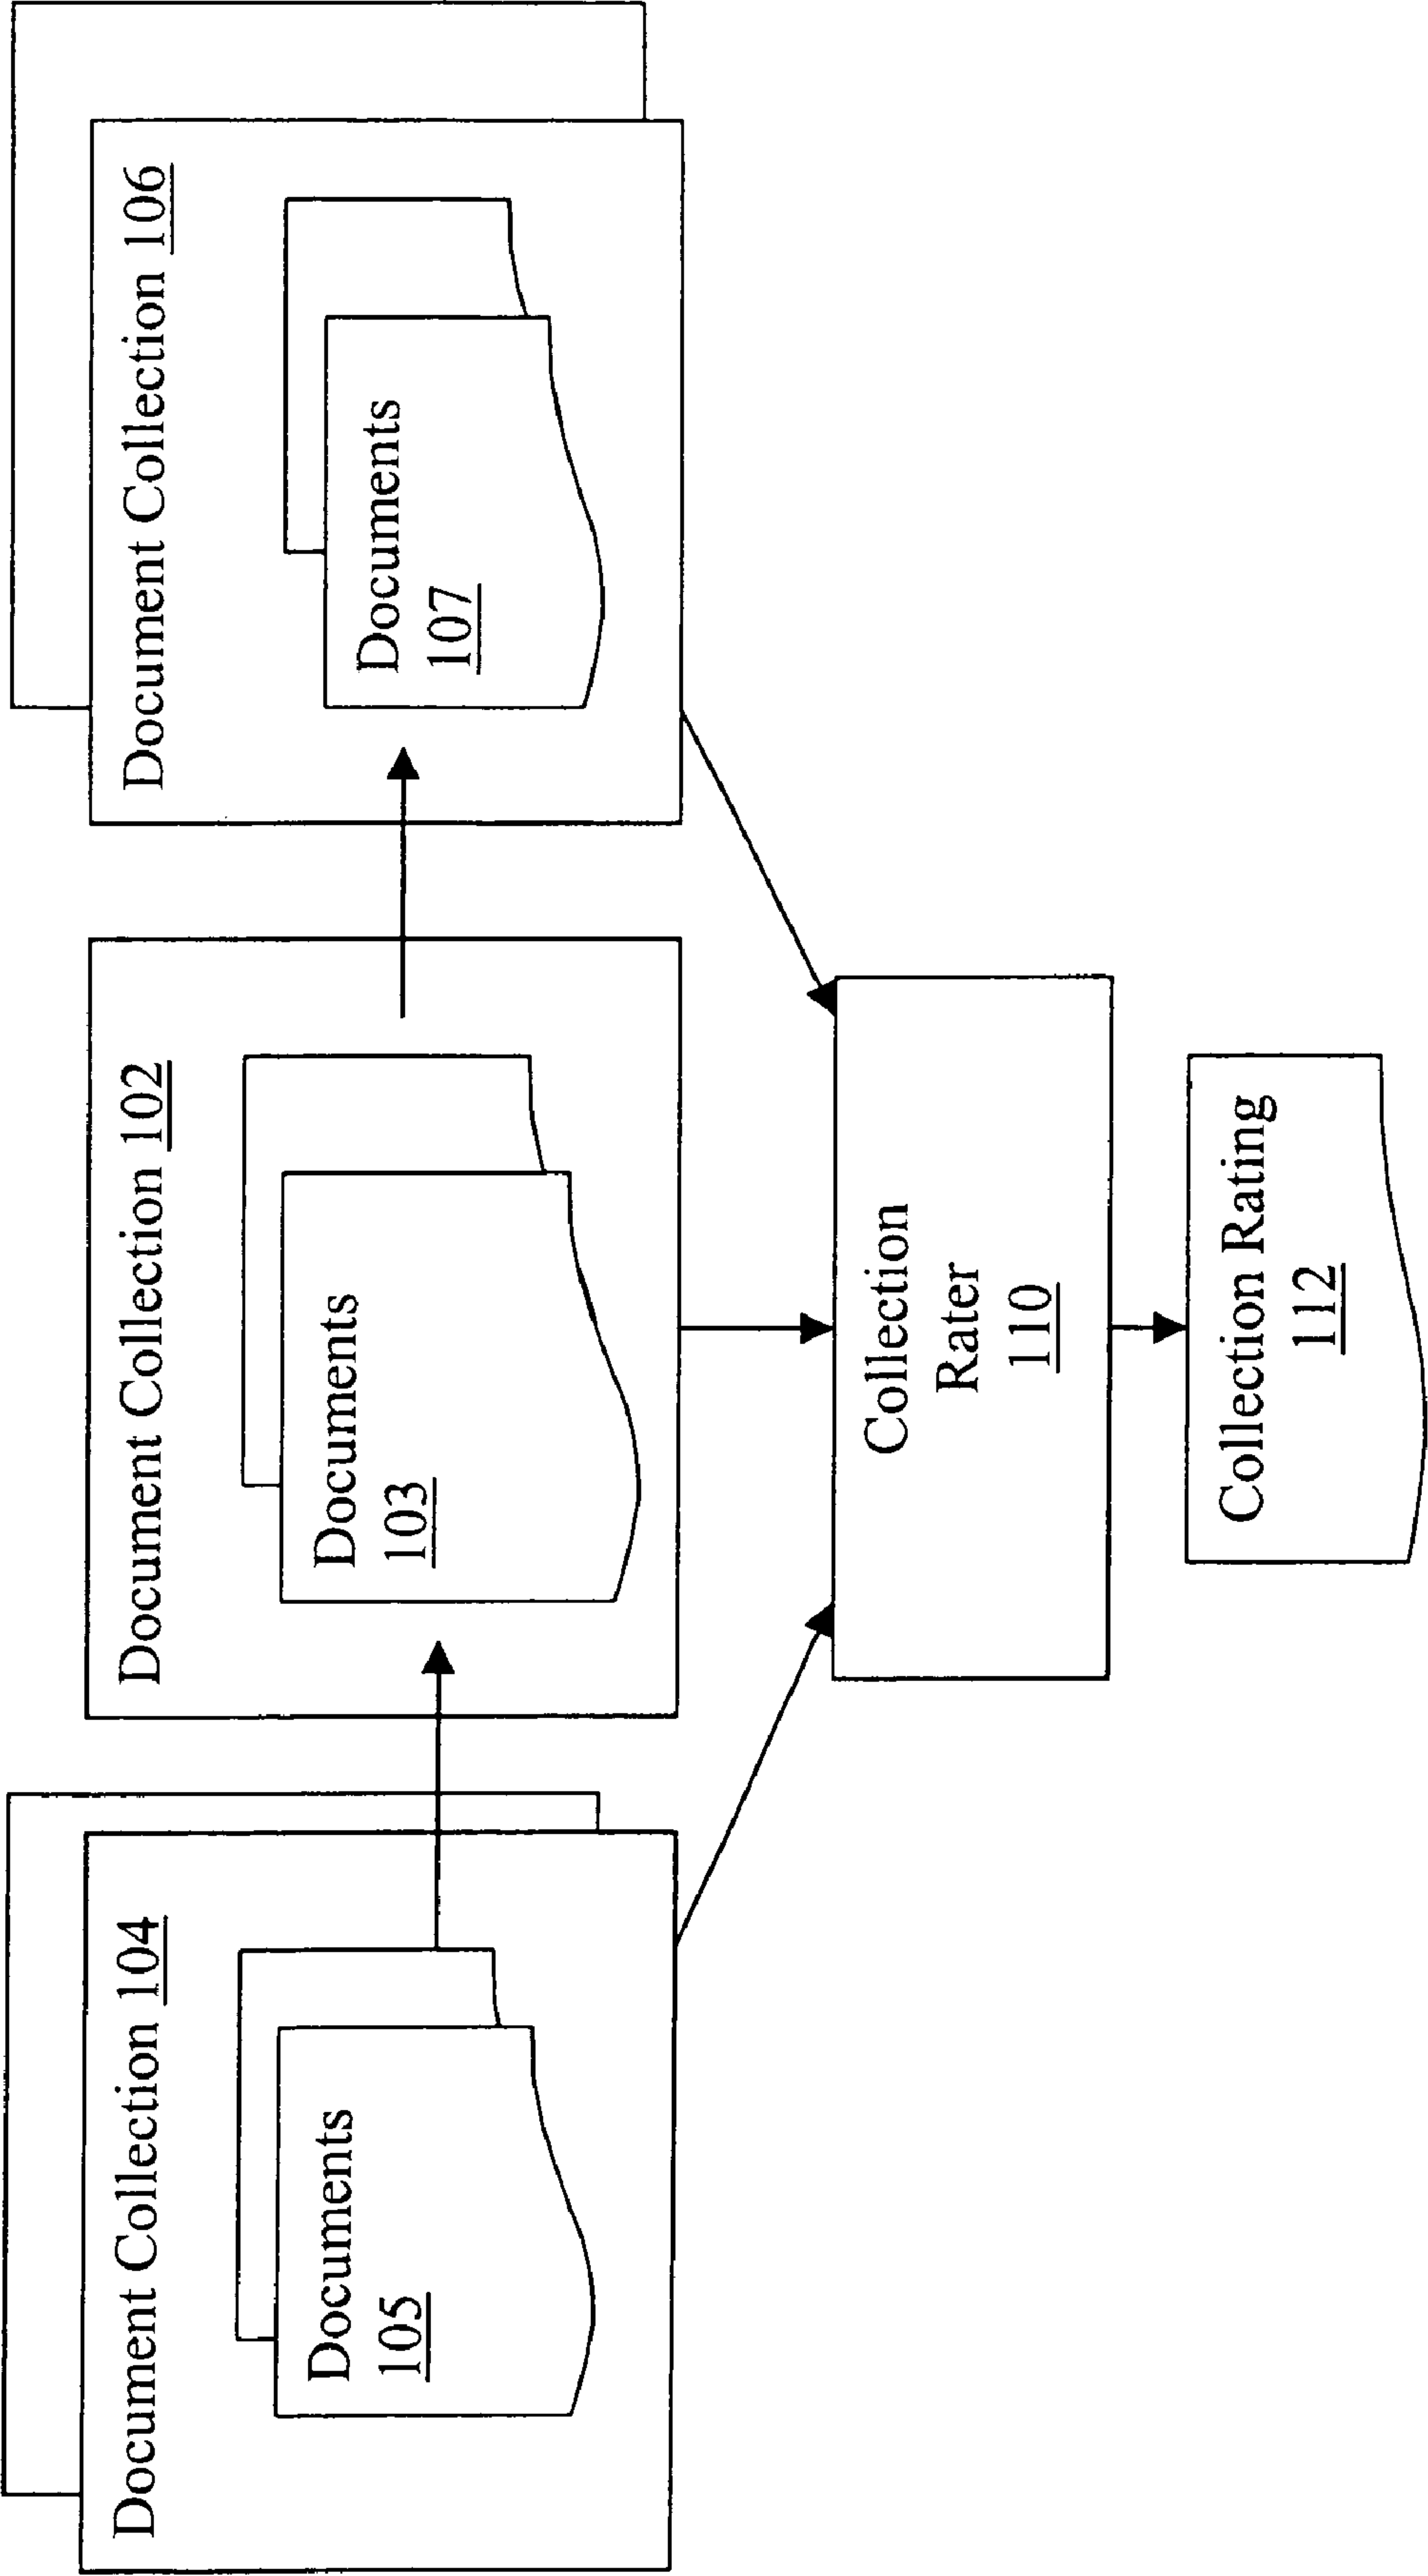 Document Collection 104
Documents
105
Document Collection 102
Documents
103
Document Collection 106
Documents
107
Collection
Rater
110
Collection Rating
112